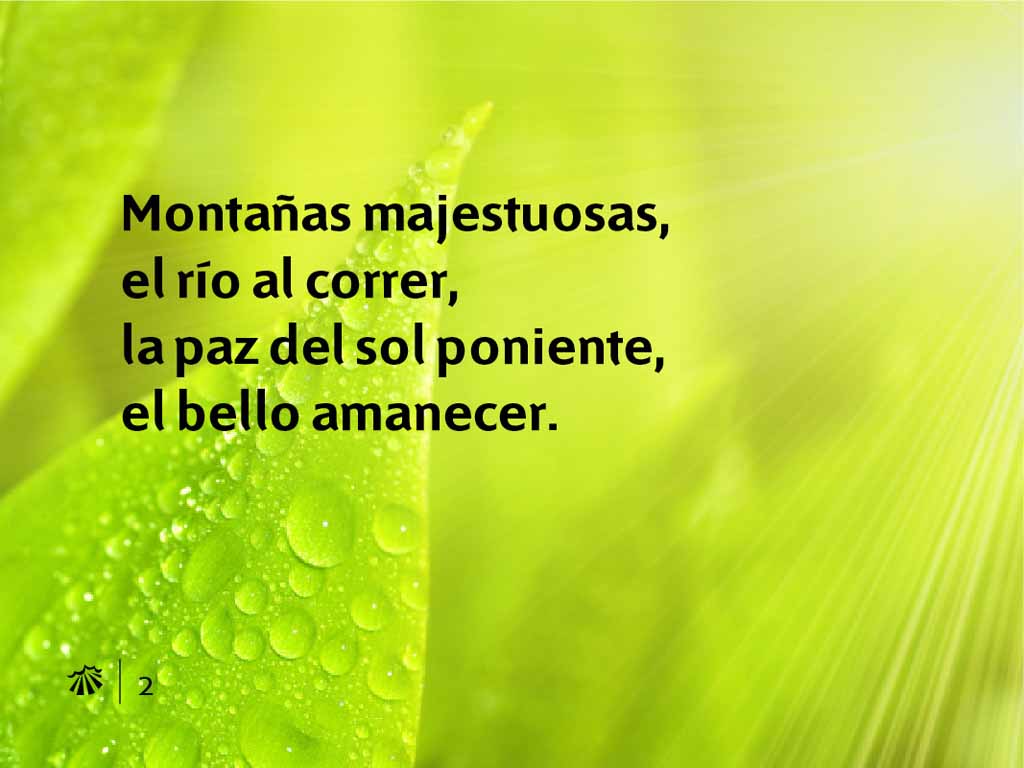 Montañas majestuosas,
el río al correr,
la paz del sol poniente,
el bello amanecer.
2